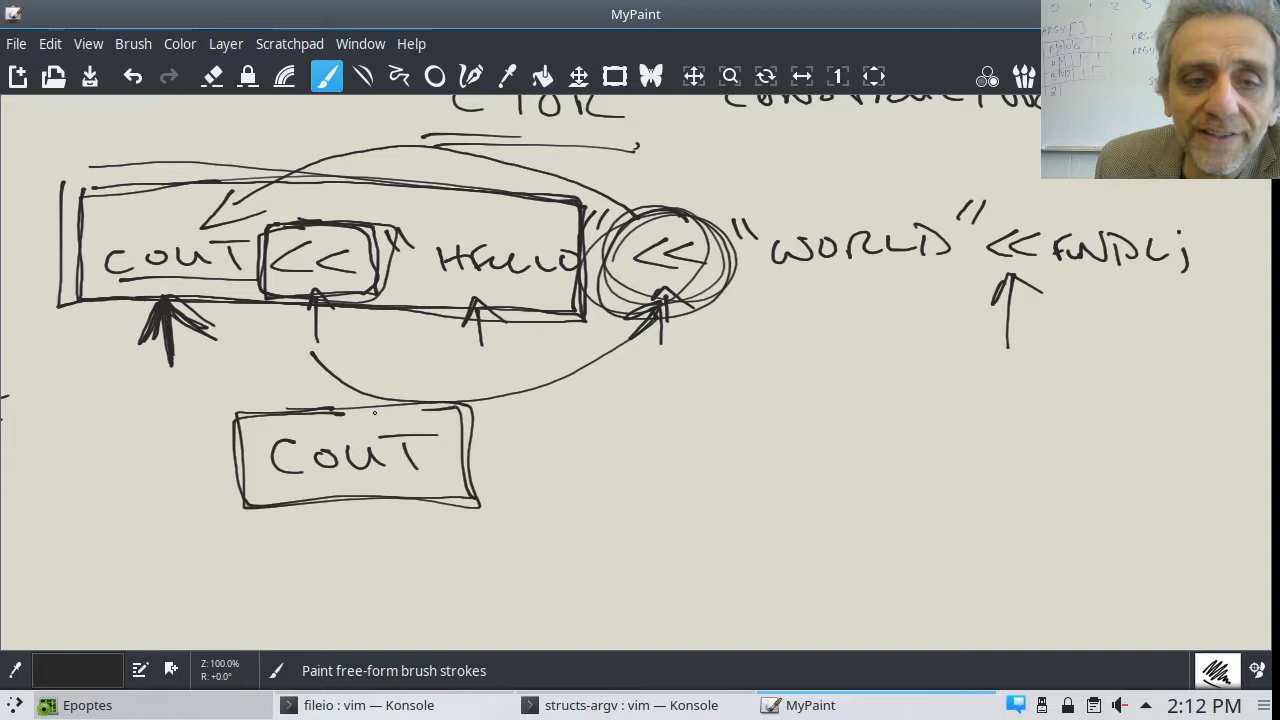 MyPaint
File Edit View Brush Color Layer Scratchpad Window Help
CTOR
COUT << "HELLO" << "WORLD" << ENDL;
COUT
Z: 100.0%
R: +0.0°
Paint free-form brush strokes
Epoptes
fileio : vim — Konsole
structs-argv : vim — Konsole
MyPaint
2:12 PM